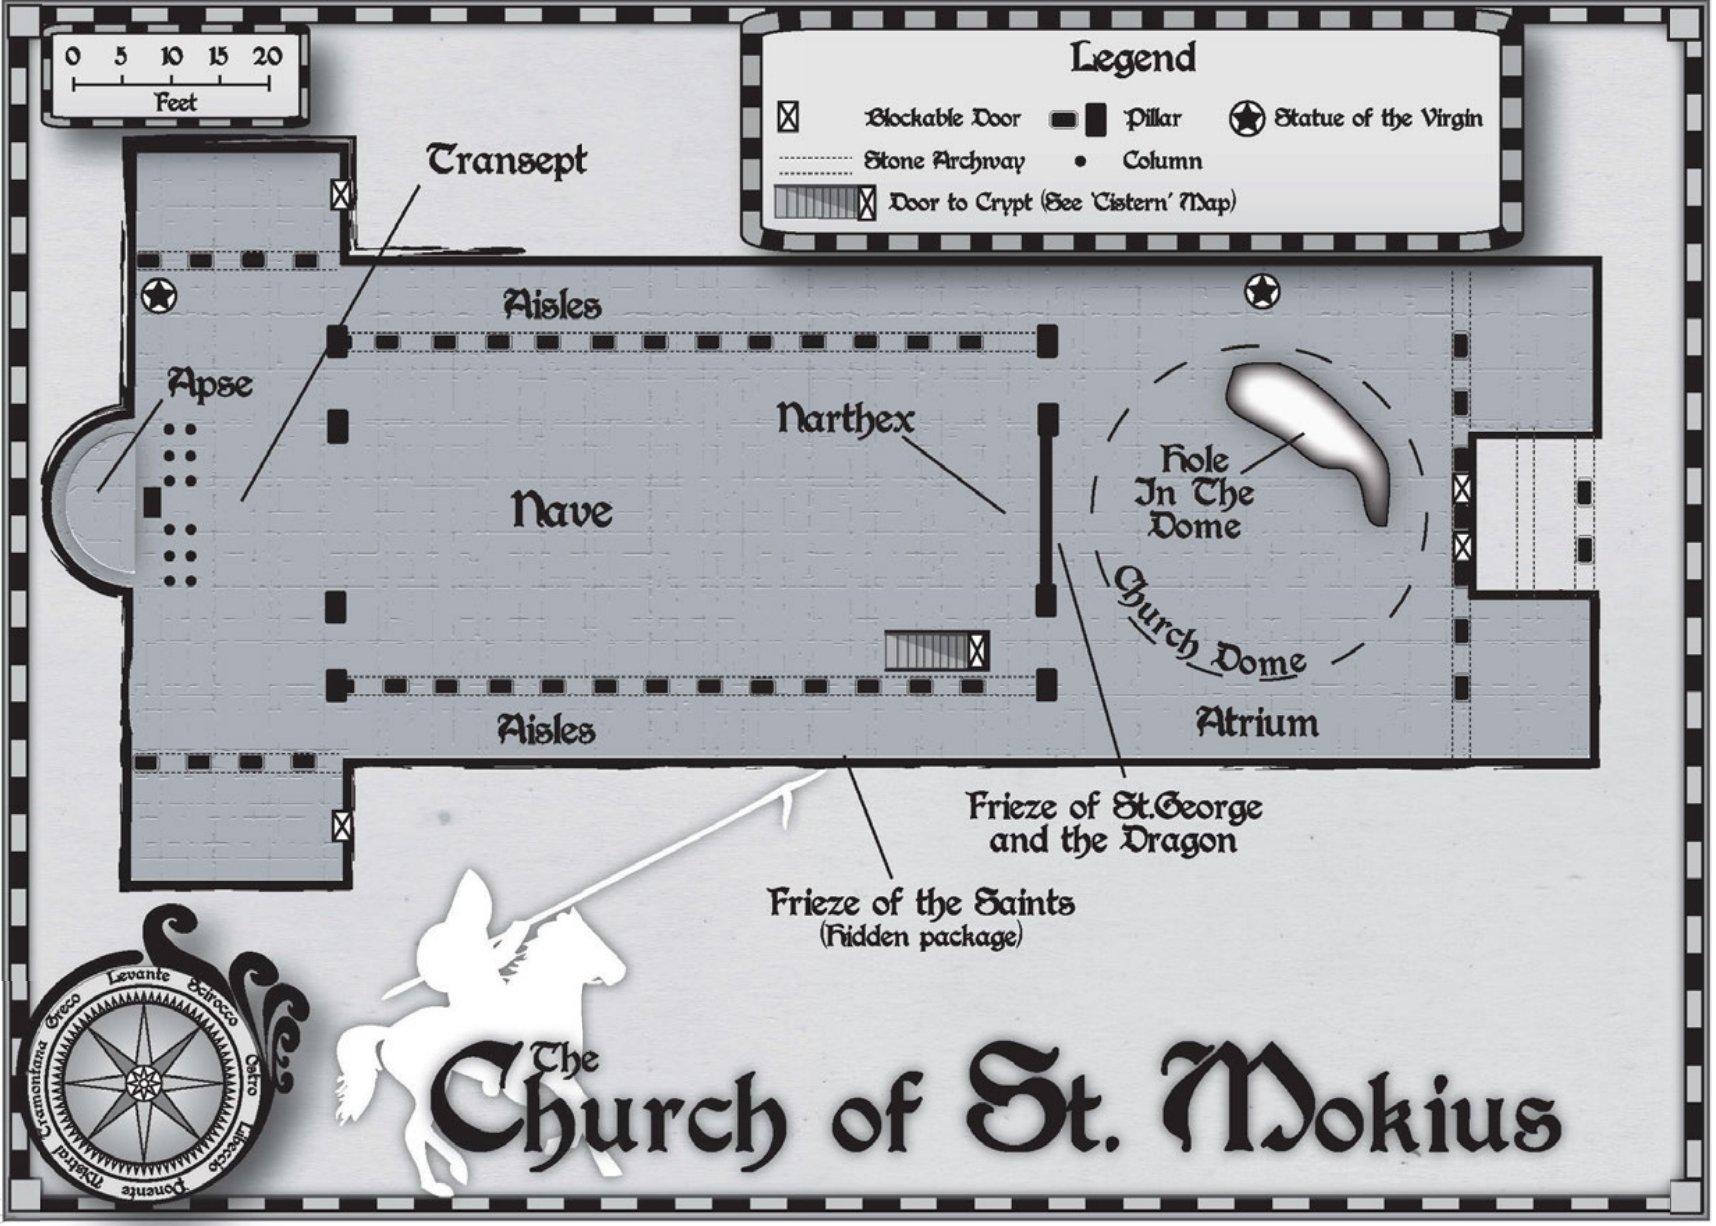 0 5 10 15 20
Feet
Legend
Blockable Door
Pillar
Statue of the Virgin
Stone Archway
Column
Door to Crypt (See 'Cistern' Map)
Transept
Aisles
Apse
Narthex
Nave
Hole
In The
Dome
Church Dome
Aisles
Atrium
Frieze of St.George
and the Dragon
Frieze of the Saints
(Hidden package)
Levante
Scirocco
Ostro
Libeccio
Ponente
Mistral
Tramontana
Greco
The
Church of St. Mokius